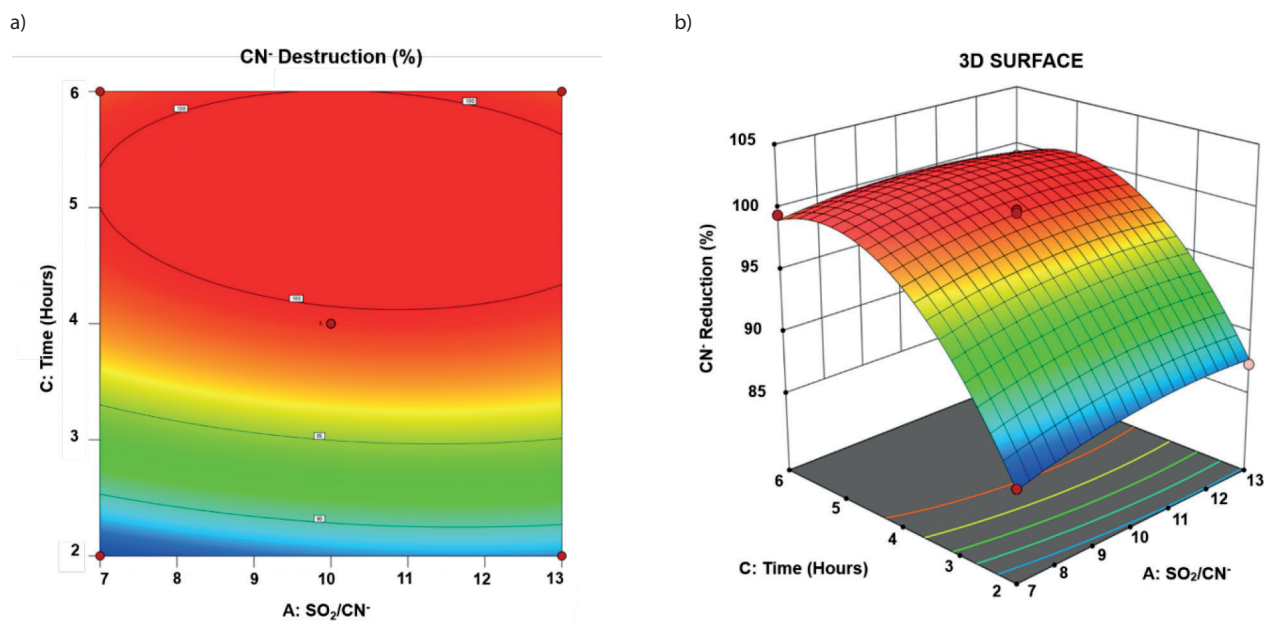 a)
CN- Destruction (%)
6
5
4
3
2
C: Time (Hours)
100
100
100
95
90
7 8 9 10 11 12 13
A: SO₂/CN-
b)
3D SURFACE
105
100
95
90
85
CN- Reduction (%)
6
5
4
3
2
C: Time (Hours)
7
8
9
10
11
12
13
A: SO₂/CN-